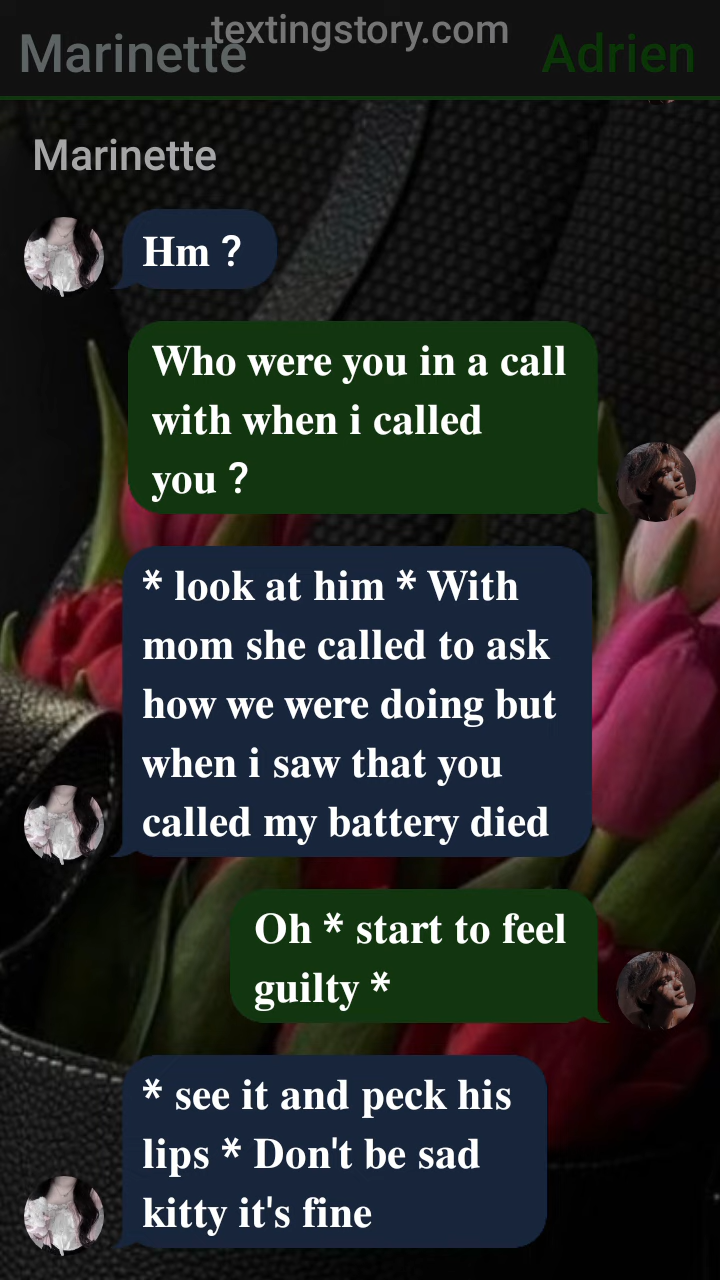 textingstory.com
Marinette
Adrien
Marinette
Hm ?
Who were you in a call
with when i called
you ?
* look at him * With
mom she called to ask
how we were doing but
when i saw that you
called my battery died
Oh * start to feel
guilty *
* see it and peck his
lips * Don't be sad
kitty it's fine